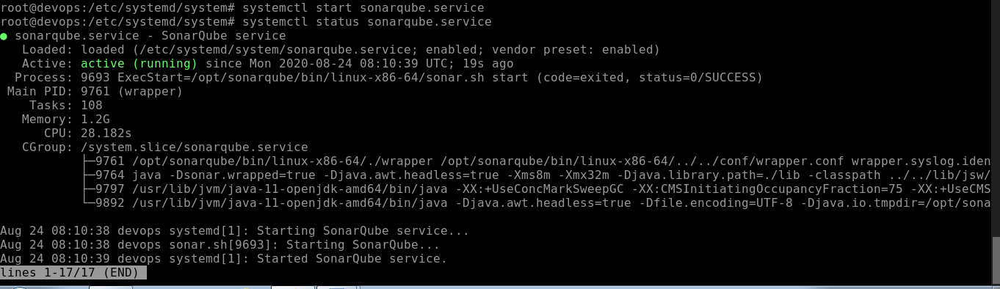 root@devops:/etc/systemd/system# systemctl start sonarqube.service
root@devops:/etc/systemd/system# systemctl status sonarqube.service
● sonarqube.service - SonarQube service
   Loaded: loaded (/etc/systemd/system/sonarqube.service; enabled; vendor preset: enabled)
   Active: active (running) since Mon 2020-08-24 08:10:39 UTC; 19s ago
  Process: 9693 ExecStart=/opt/sonarqube/bin/linux-x86-64/sonar.sh start (code=exited, status=0/SUCCESS)
 Main PID: 9761 (wrapper)
    Tasks: 108
   Memory: 1.2G
      CPU: 28.182s
   CGroup: /system.slice/sonarqube.service
           ├─9761 /opt/sonarqube/bin/linux-x86-64/./wrapper /opt/sonarqube/bin/linux-x86-64/../../conf/wrapper.conf wrapper.syslog.iden
           ├─9764 java -Dsonar.wrapped=true -Djava.awt.headless=true -Xms8m -Xmx32m -Djava.library.path=./lib -classpath ../../lib/jsw/
           ├─9797 /usr/lib/jvm/java-11-openjdk-amd64/bin/java -XX:+UseConcMarkSweepGC -XX:CMSInitiatingOccupancyFraction=75 -XX:+UseCMS
           └─9892 /usr/lib/jvm/java-11-openjdk-amd64/bin/java -Djava.awt.headless=true -Dfile.encoding=UTF-8 -Djava.io.tmpdir=/opt/sona

Aug 24 08:10:38 devops systemd[1]: Starting SonarQube service...
Aug 24 08:10:38 devops sonar.sh[9693]: Starting SonarQube...
Aug 24 08:10:39 devops systemd[1]: Started SonarQube service.
lines 1-17/17 (END)